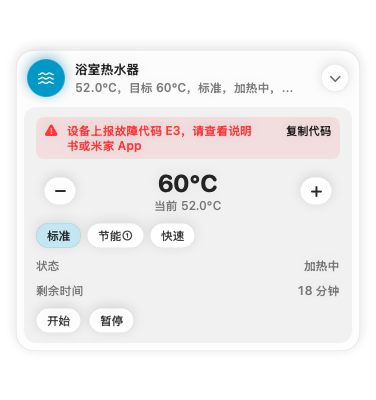 浴室热水器
52.0°C，目标 60°C，标准，加热中，...
设备上报故障代码 E3，请查看说明
书或米家 App
复制代码
60°C
当前 52.0°C
标准
节能①
快速
状态
加热中
剩余时间
18 分钟
开始
暂停